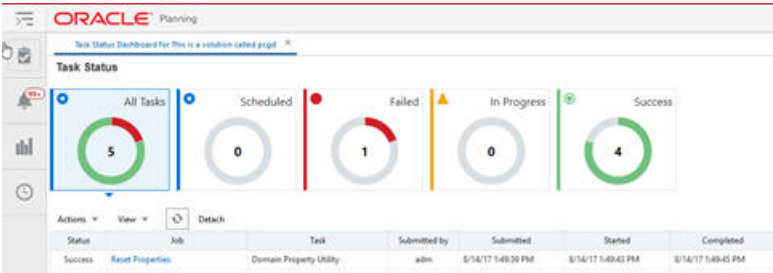 ORACLE Planning
Task Status Dashboard for This is a solution called pcgd ×
Task Status
99+
All Tasks
5
Scheduled
0
Failed
1
In Progress
0
Success
4
Actions View Detach
Status Job Task Submitted by Submitted Started Completed
Success Reset Properties Domain Property Utility adm 8/14/17 1:49:39 PM 8/14/17 1:49:43 PM 8/14/17 1:49:45 PM